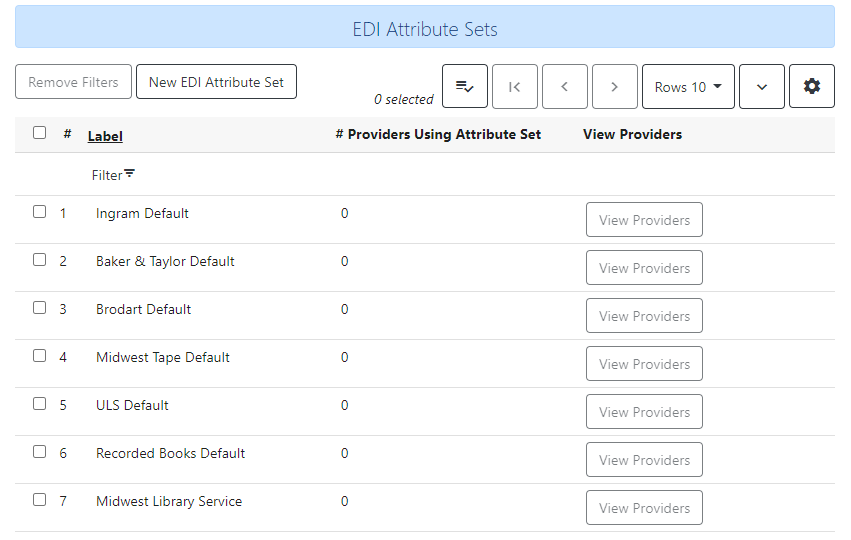 EDI Attribute Sets
Remove Filters New EDI Attribute Set 0 selected Rows 10
# Label # Providers Using Attribute Set View Providers
Filter
1 Ingram Default 0 View Providers
2 Baker & Taylor Default 0 View Providers
3 Brodart Default 0 View Providers
4 Midwest Tape Default 0 View Providers
5 ULS Default 0 View Providers
6 Recorded Books Default 0 View Providers
7 Midwest Library Service 0 View Providers